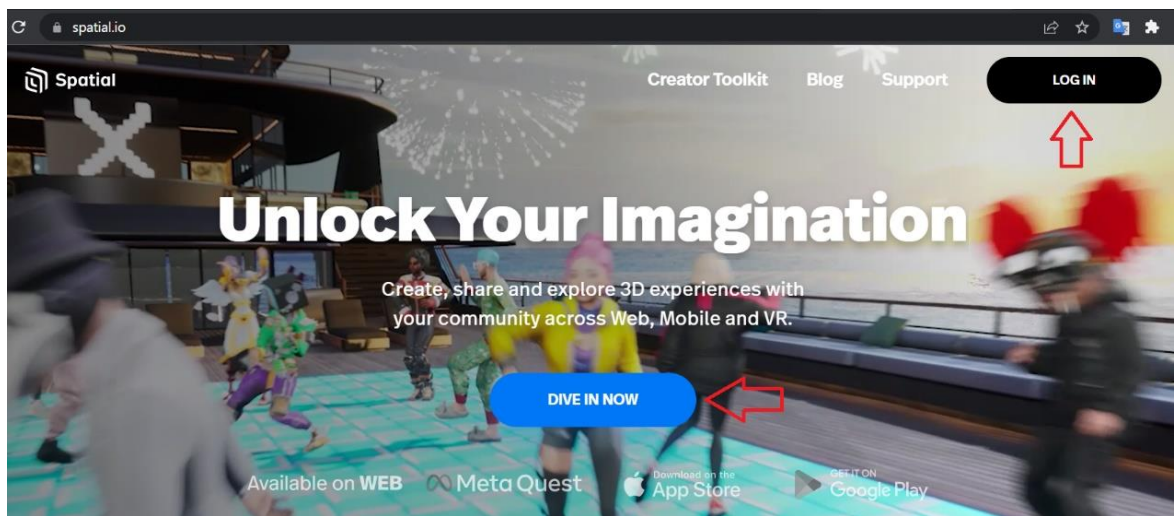 spatial.io
Spatial
Creator Toolkit Blog Support LOG IN
Unlock Your Imagination
Create, share and explore 3D experiences with
your community across Web, Mobile and VR.
DIVE IN NOW
Available on WEB
Meta Quest
Download on the
App Store
GET IT ON
Google Play